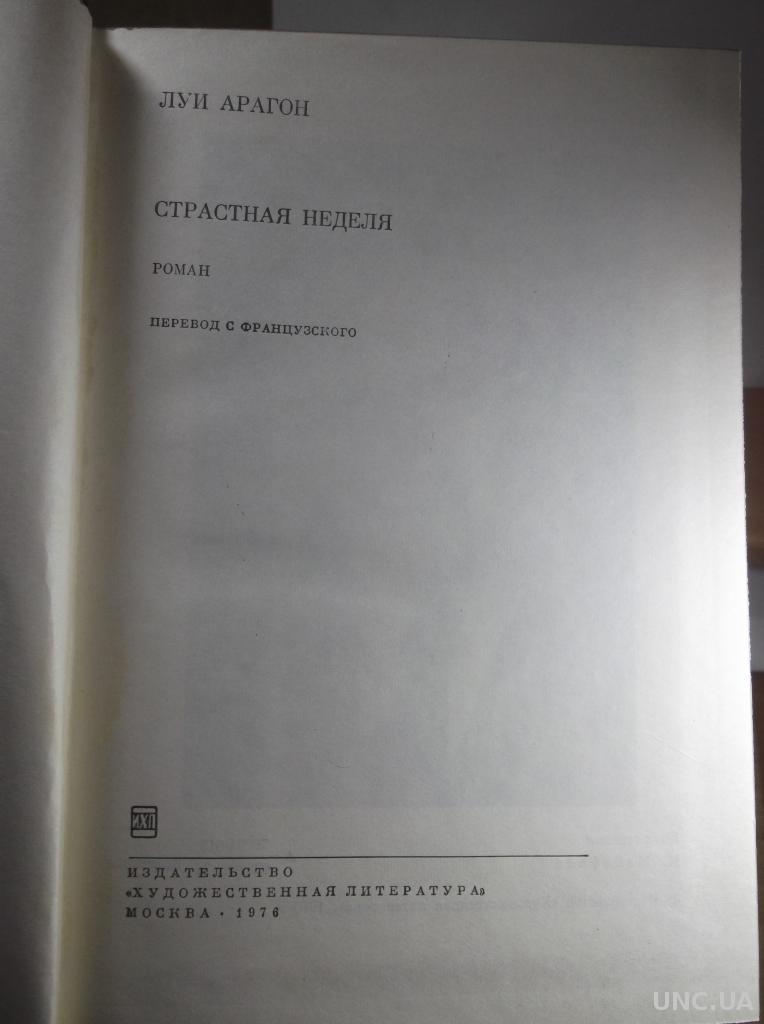 ЛУИ АРАГОН
СТРАСТНАЯ НЕДЕЛЯ
РОМАН
ПЕРЕВОД С ФРАНЦУЗСКОГО
ИХЛ
ИЗДАТЕЛЬСТВО
«ХУДОЖЕСТВЕННАЯ ЛИТЕРАТУРА»
МОСКВА · 1976
UNC.UA